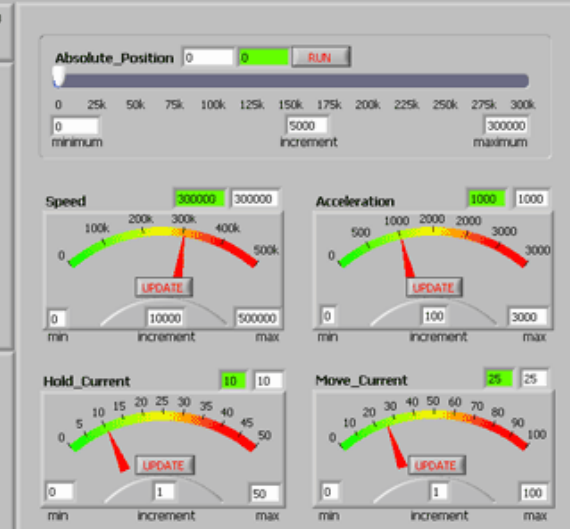 Absolute_Position 0 0 RUN
0 25k 50k 75k 100k 125k 150k 175k 200k 225k 250k 275k 300k
0 5000 300000
minimum increment maximum
Speed 300000 300000
0 100k 200k 300k 400k 500k
UPDATE
0 10000 500000
min increment max
Acceleration 1000 1000
0 500 1000 2000 2000 3000 3000
UPDATE
0 100 3000
min increment max
Hold_Current 10 10
0 5 10 15 20 25 30 35 40 45 50
UPDATE
0 1 50
min increment max
Move_Current 25 25
0 10 20 30 40 50 60 70 80 90 100
UPDATE
0 1 100
min increment max